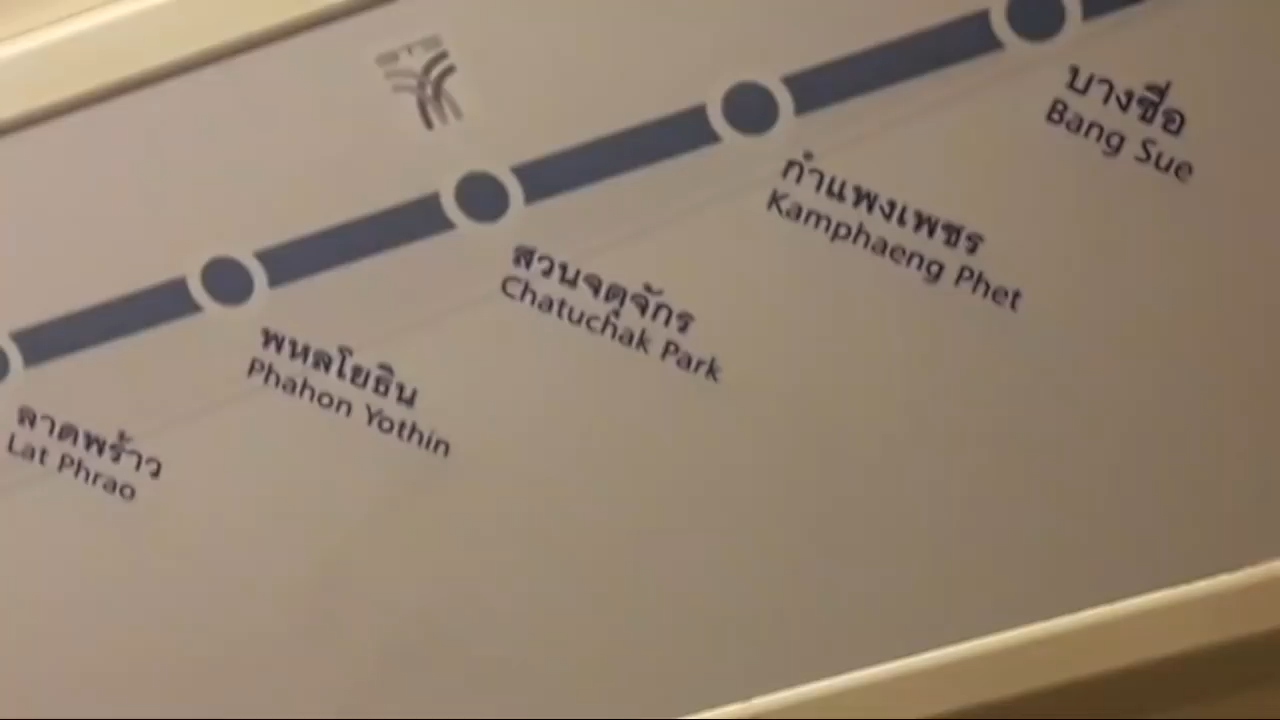 ลาดพร้าว
Lat Phrao
พหลโยธิน
Phahon Yothin
สวนจตุจักร
Chatuchak Park
กำแพงเพชร
Kamphaeng Phet
บางซื่อ
Bang Sue